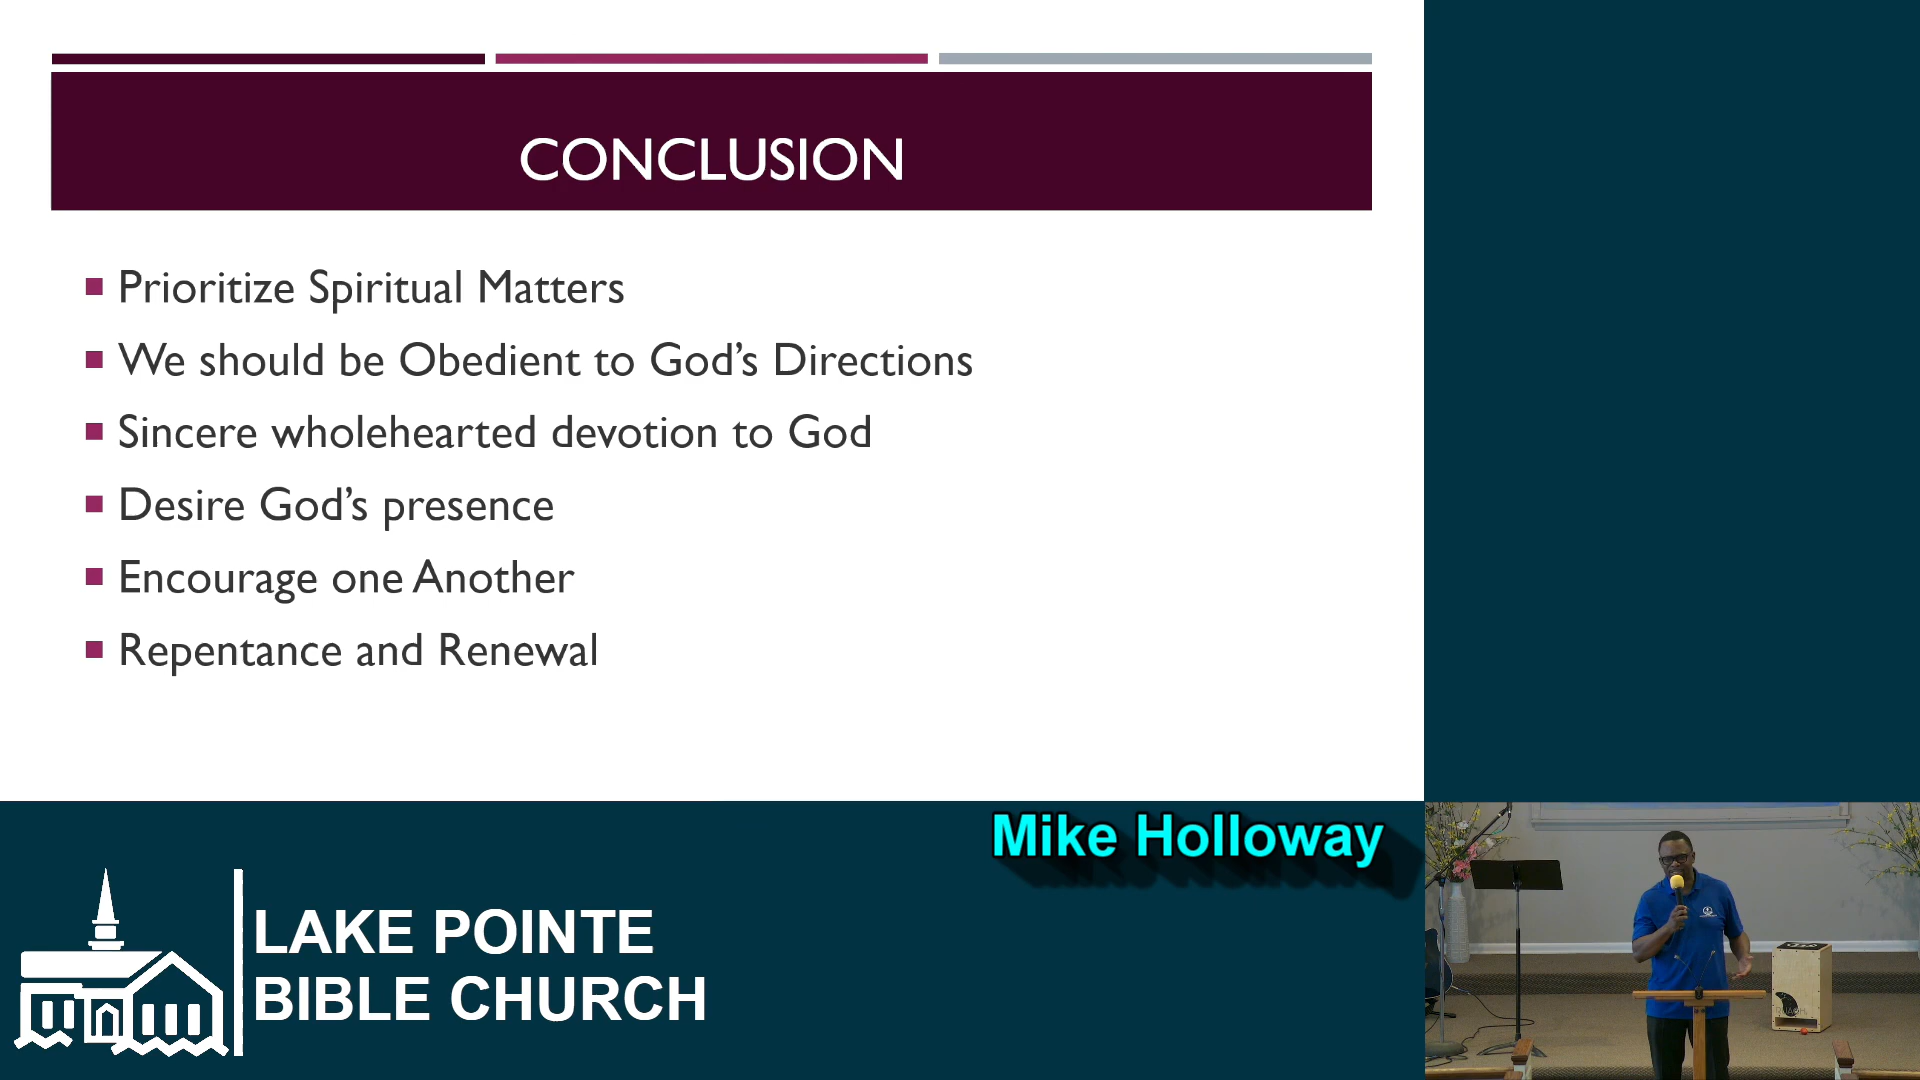 CONCLUSION
Prioritize Spiritual Matters
We should be Obedient to God’s Directions
Sincere wholehearted devotion to God
Desire God’s presence
Encourage one Another
Repentance and Renewal
Mike Holloway
LAKE POINTE
BIBLE CHURCH